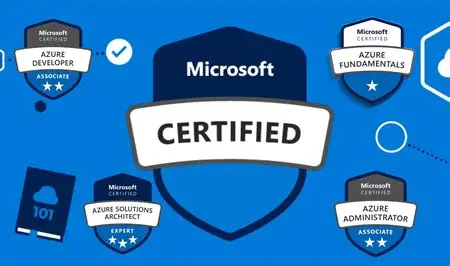 Microsoft
CERTIFIED
AZURE
DEVELOPER
ASSOCIATE
Microsoft
CERTIFIED
Microsoft
CERTIFIED
AZURE
FUNDAMENTALS
101
Microsoft
CERTIFIED
AZURE SOLUTIONS
ARCHITECT
EXPERT
Microsoft
CERTIFIED
AZURE
ADMINISTRATOR
ASSOCIATE